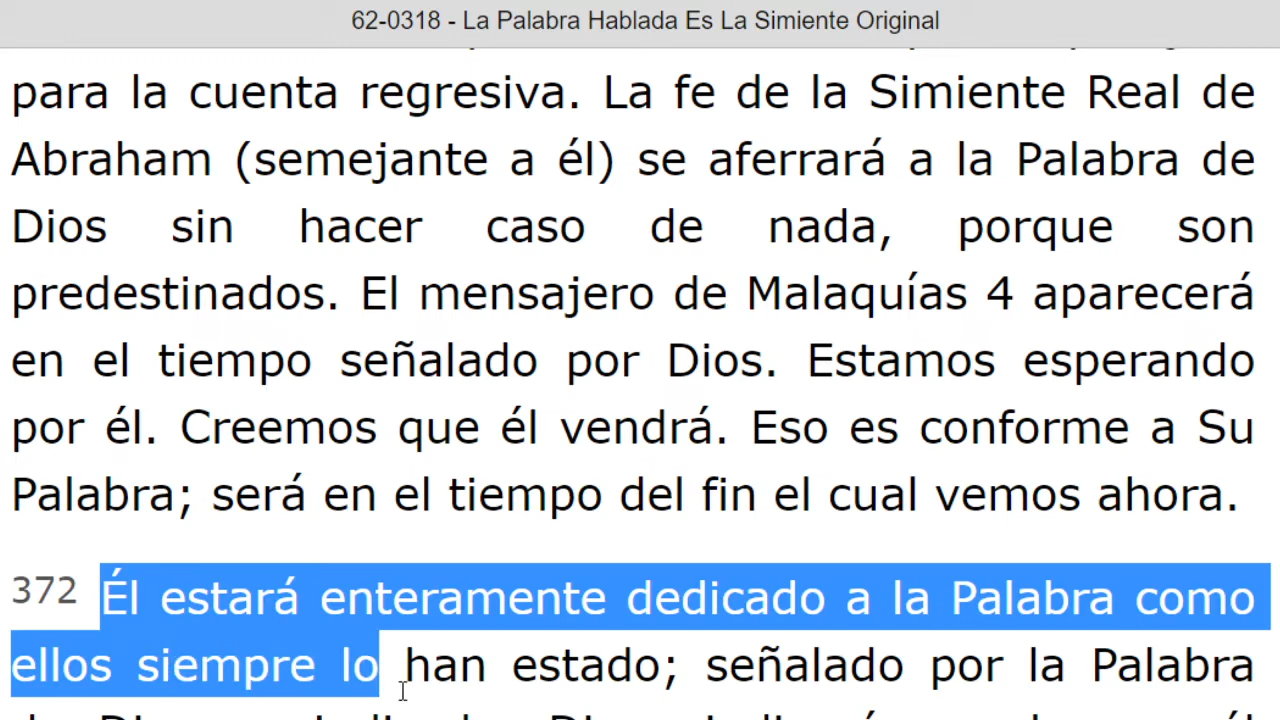 62-0318 - La Palabra Hablada Es La Simiente Original
para la cuenta regresiva. La fe de la Simiente Real de
Abraham (semejante a él) se aferrará a la Palabra de
Dios sin hacer caso de nada, porque son
predestinados. El mensajero de Malaquías 4 aparecerá
en el tiempo señalado por Dios. Estamos esperando
por él. Creemos que él vendrá. Eso es conforme a Su
Palabra; será en el tiempo del fin el cual vemos ahora.
372 Él estará enteramente dedicado a la Palabra como
ellos siempre lo han estado; señalado por la Palabra